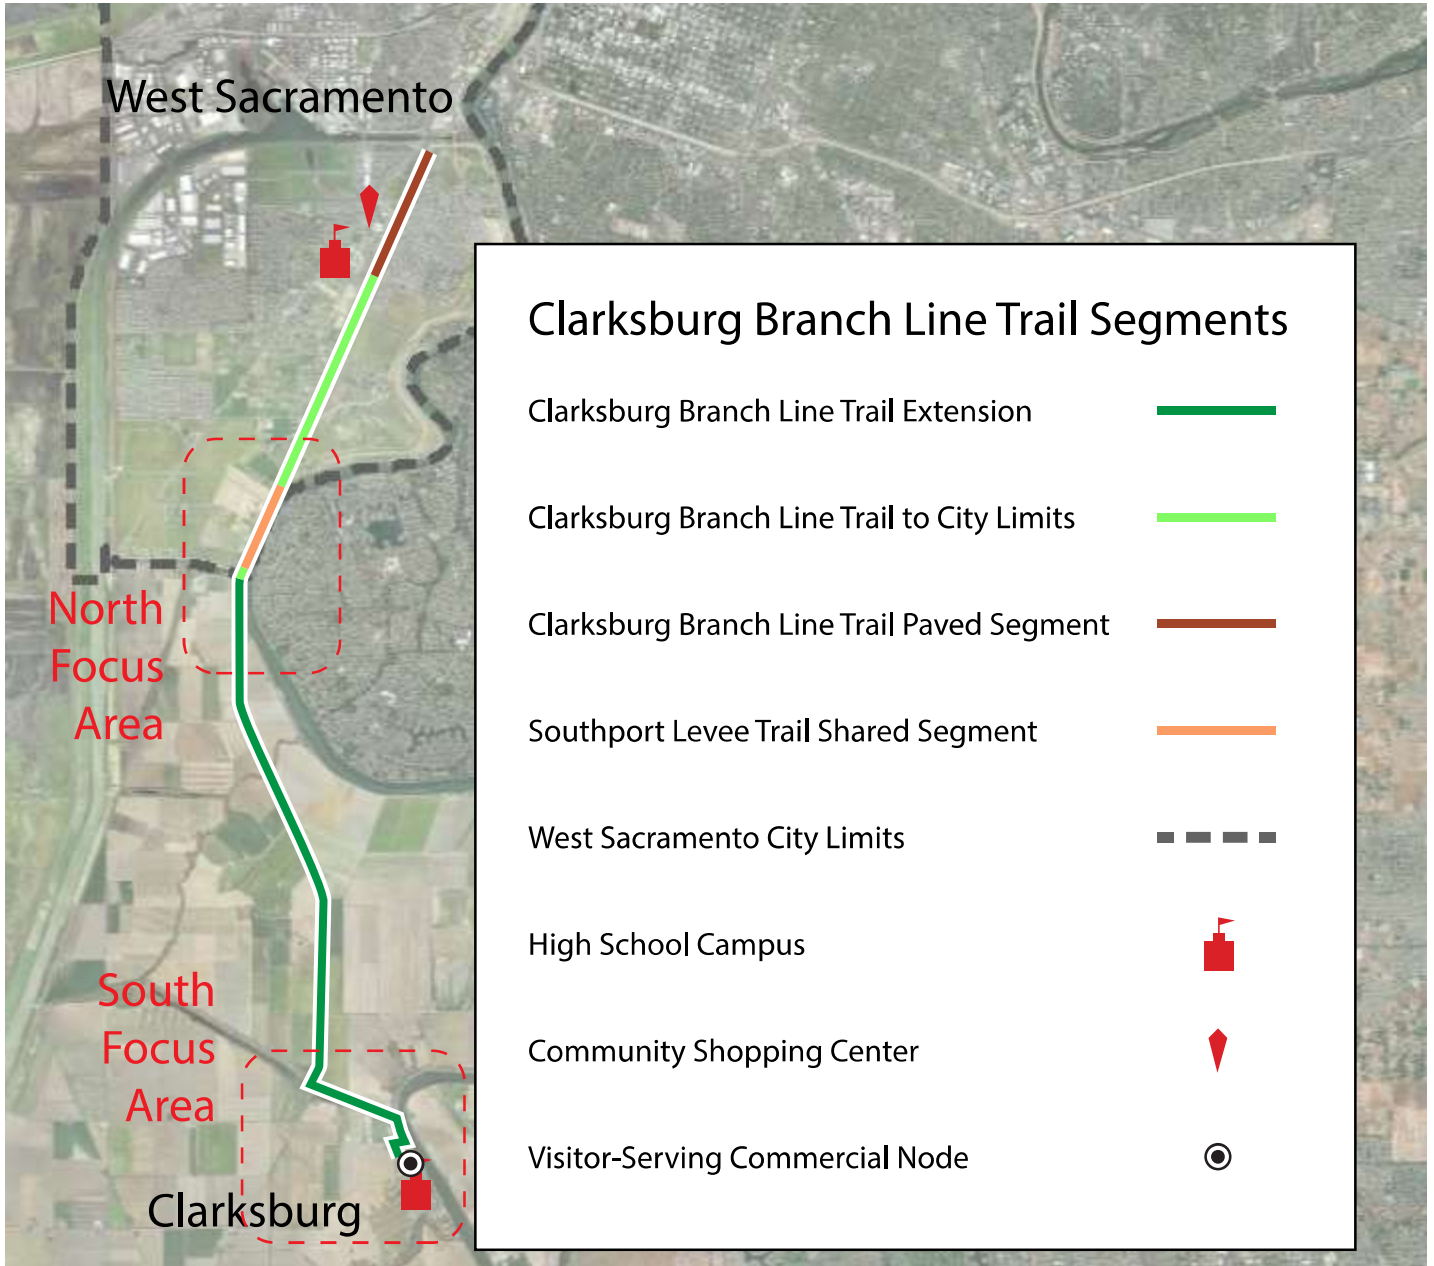 West Sacramento
Clarksburg Branch Line Trail Segments
Clarksburg Branch Line Trail Extension
Clarksburg Branch Line Trail to City Limits
Clarksburg Branch Line Trail Paved Segment
Southport Levee Trail Shared Segment
West Sacramento City Limits
High School Campus
Community Shopping Center
Visitor-Serving Commercial Node
North
Focus
Area
South
Focus
Area
Clarksburg